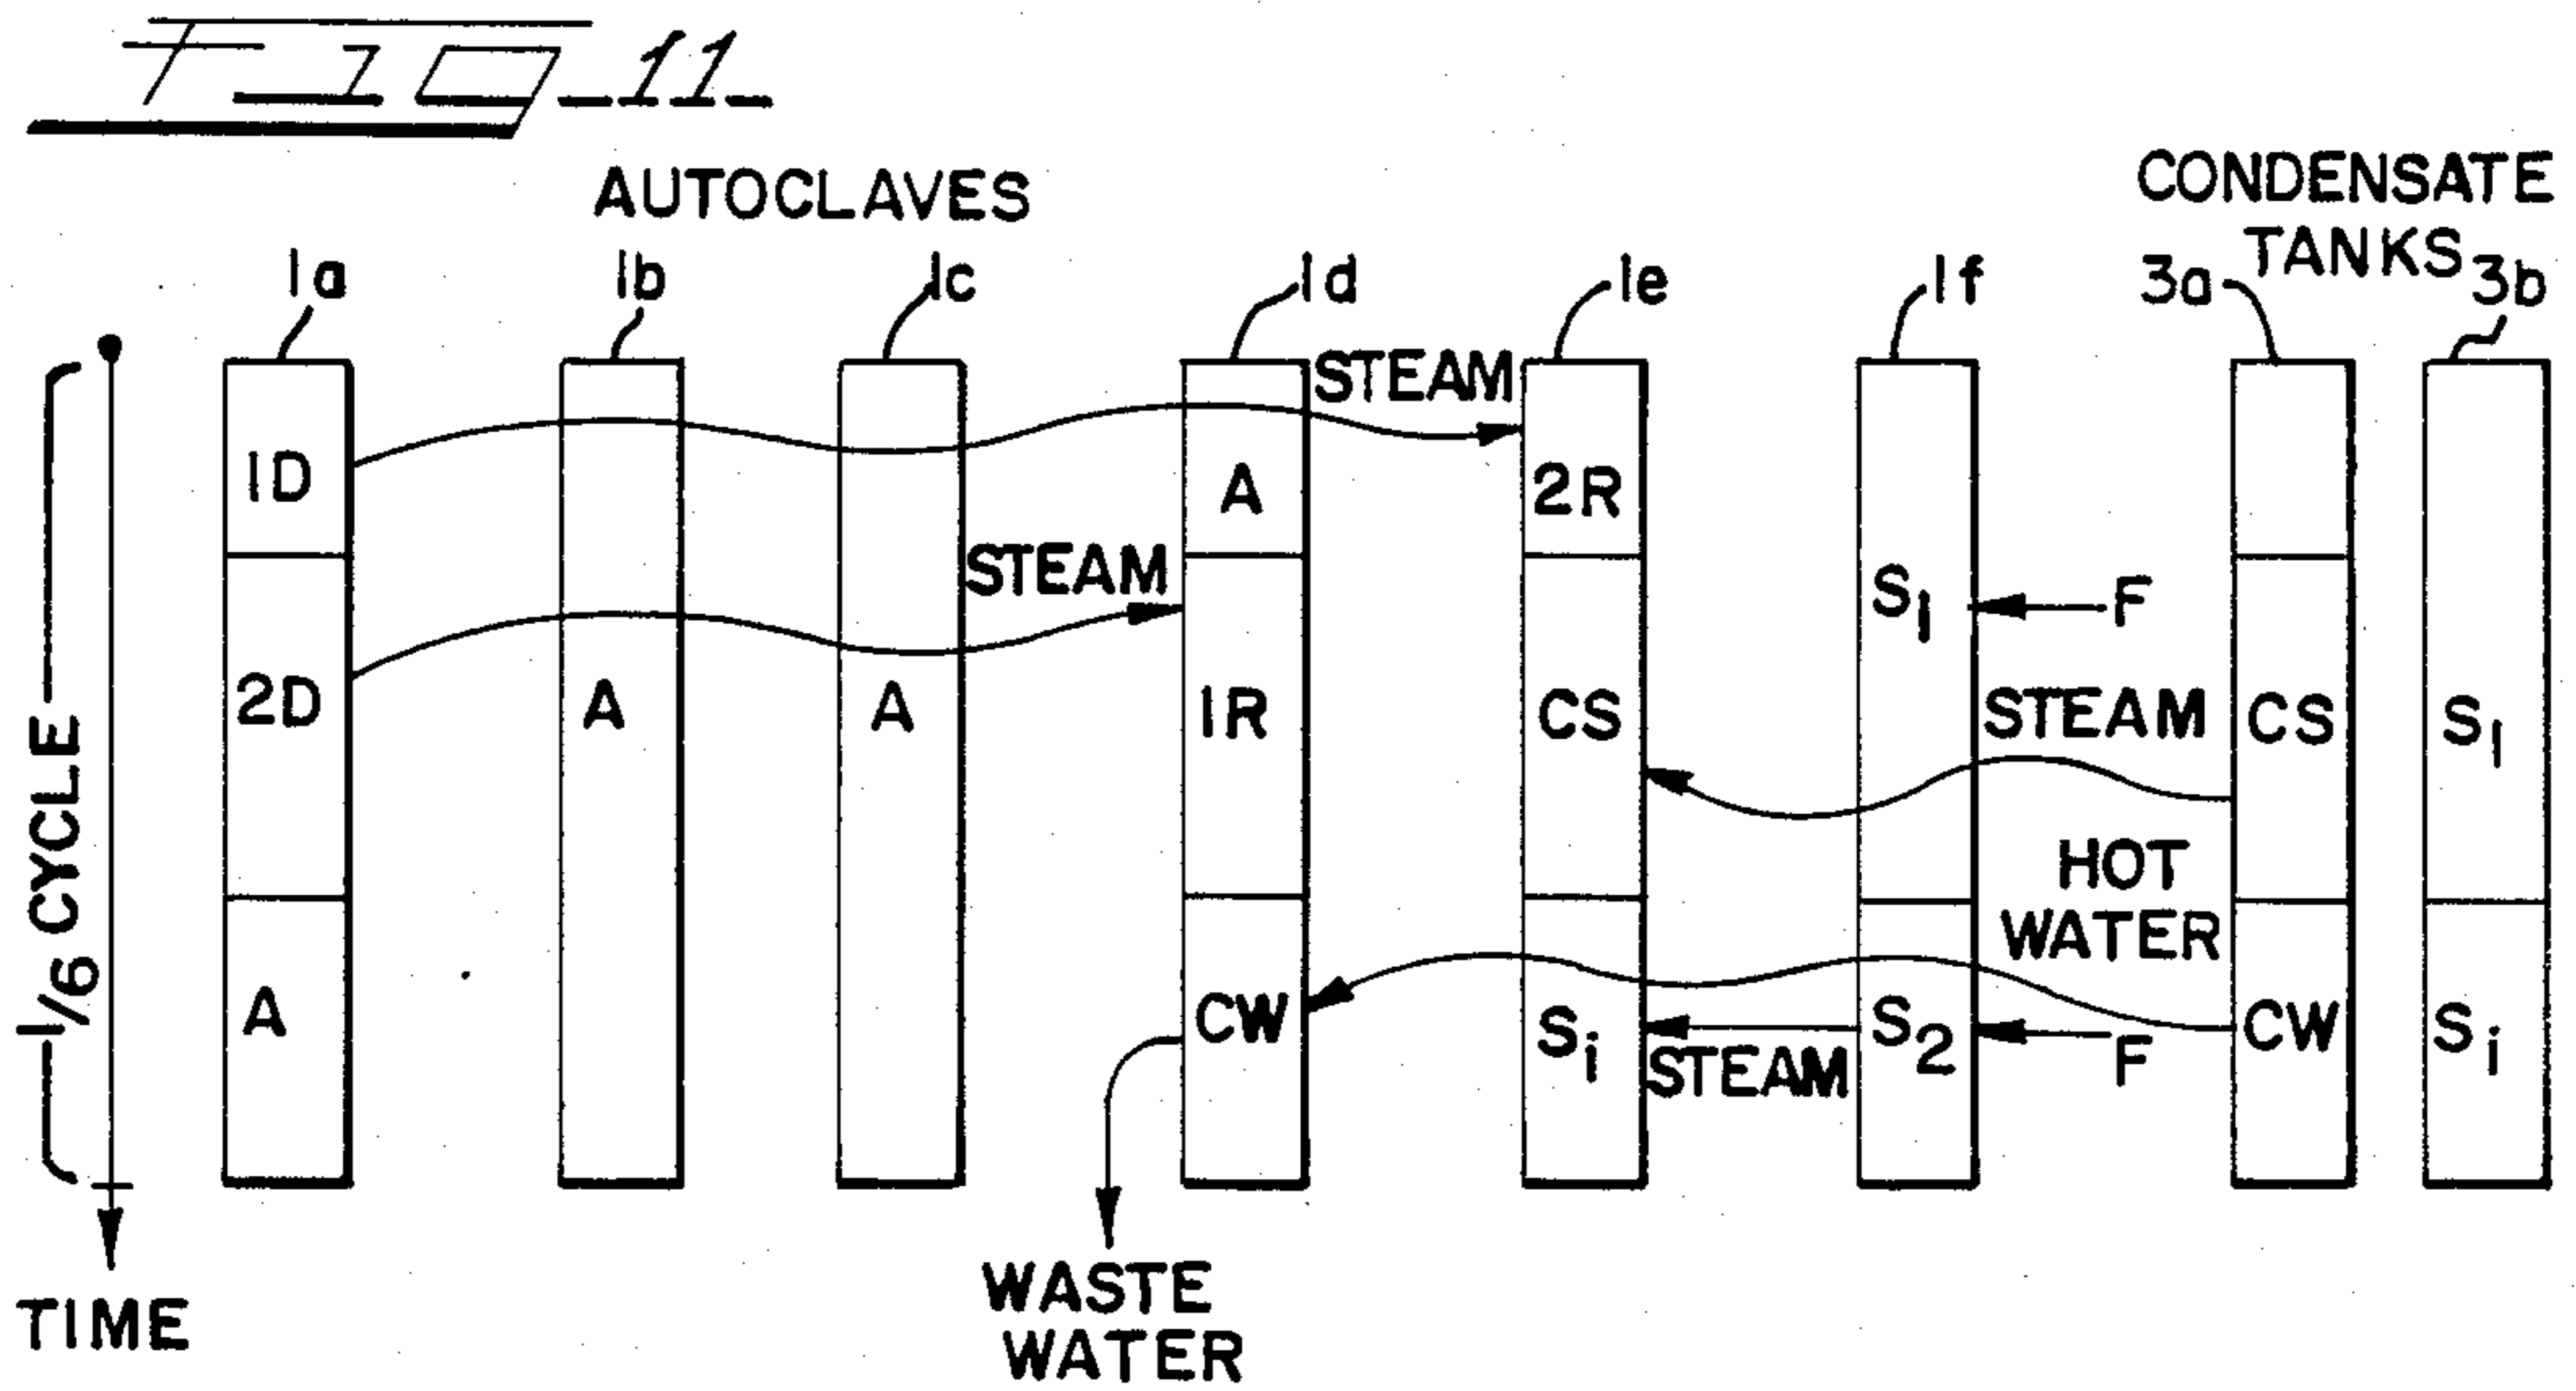 FIG-11-
AUTOCLAVES
CONDENSATE
TANKS
1a
1b
1c
1d
1e
1f
3a
3b
STEAM
1D
A
2R
STEAM
S1
F
2D
A
A
1R
CS
STEAM
CS
S1
HOT
WATER
1/6 CYCLE
A
CW
Si
STEAM
S2
F
CW
Si
WASTE
WATER
TIME